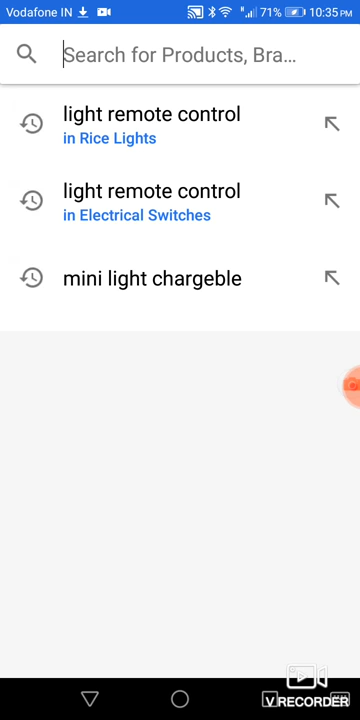 Vodafone IN 71% 10:35 PM
Search for Products, Bra...
light remote control
in Rice Lights
light remote control
in Electrical Switches
mini light chargeble
V RECORDER